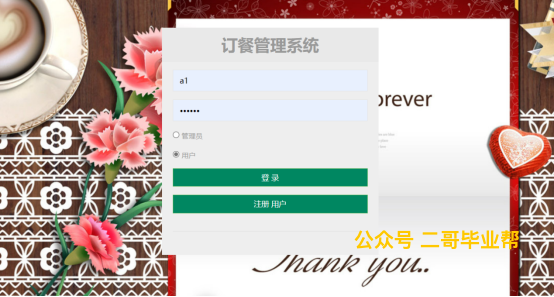 订餐管理系统
a1
••••••
orever
管理员
用户
登 录
注册 用户
公众号 二哥毕业帮
Thank you..